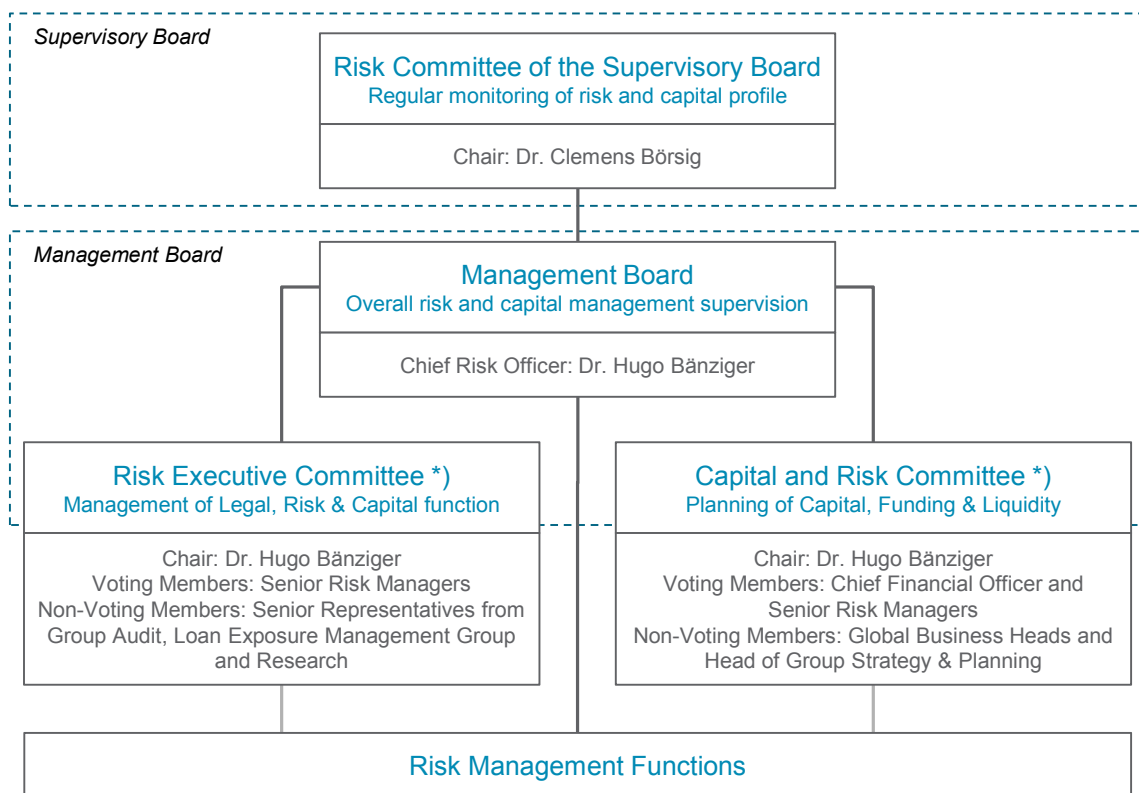 Supervisory Board
Risk Committee of the Supervisory Board
Regular monitoring of risk and capital profile
Chair: Dr. Clemens Börsig
Management Board
Management Board
Overall risk and capital management supervision
Chief Risk Officer: Dr. Hugo Bänziger
Risk Executive Committee *)
Management of Legal, Risk & Capital function
Chair: Dr. Hugo Bänziger
Voting Members: Senior Risk Managers
Non-Voting Members: Senior Representatives from
Group Audit, Loan Exposure Management Group
and Research
Capital and Risk Committee *)
Planning of Capital, Funding & Liquidity
Chair: Dr. Hugo Bänziger
Voting Members: Chief Financial Officer and
Senior Risk Managers
Non-Voting Members: Global Business Heads and
Head of Group Strategy & Planning
Risk Management Functions